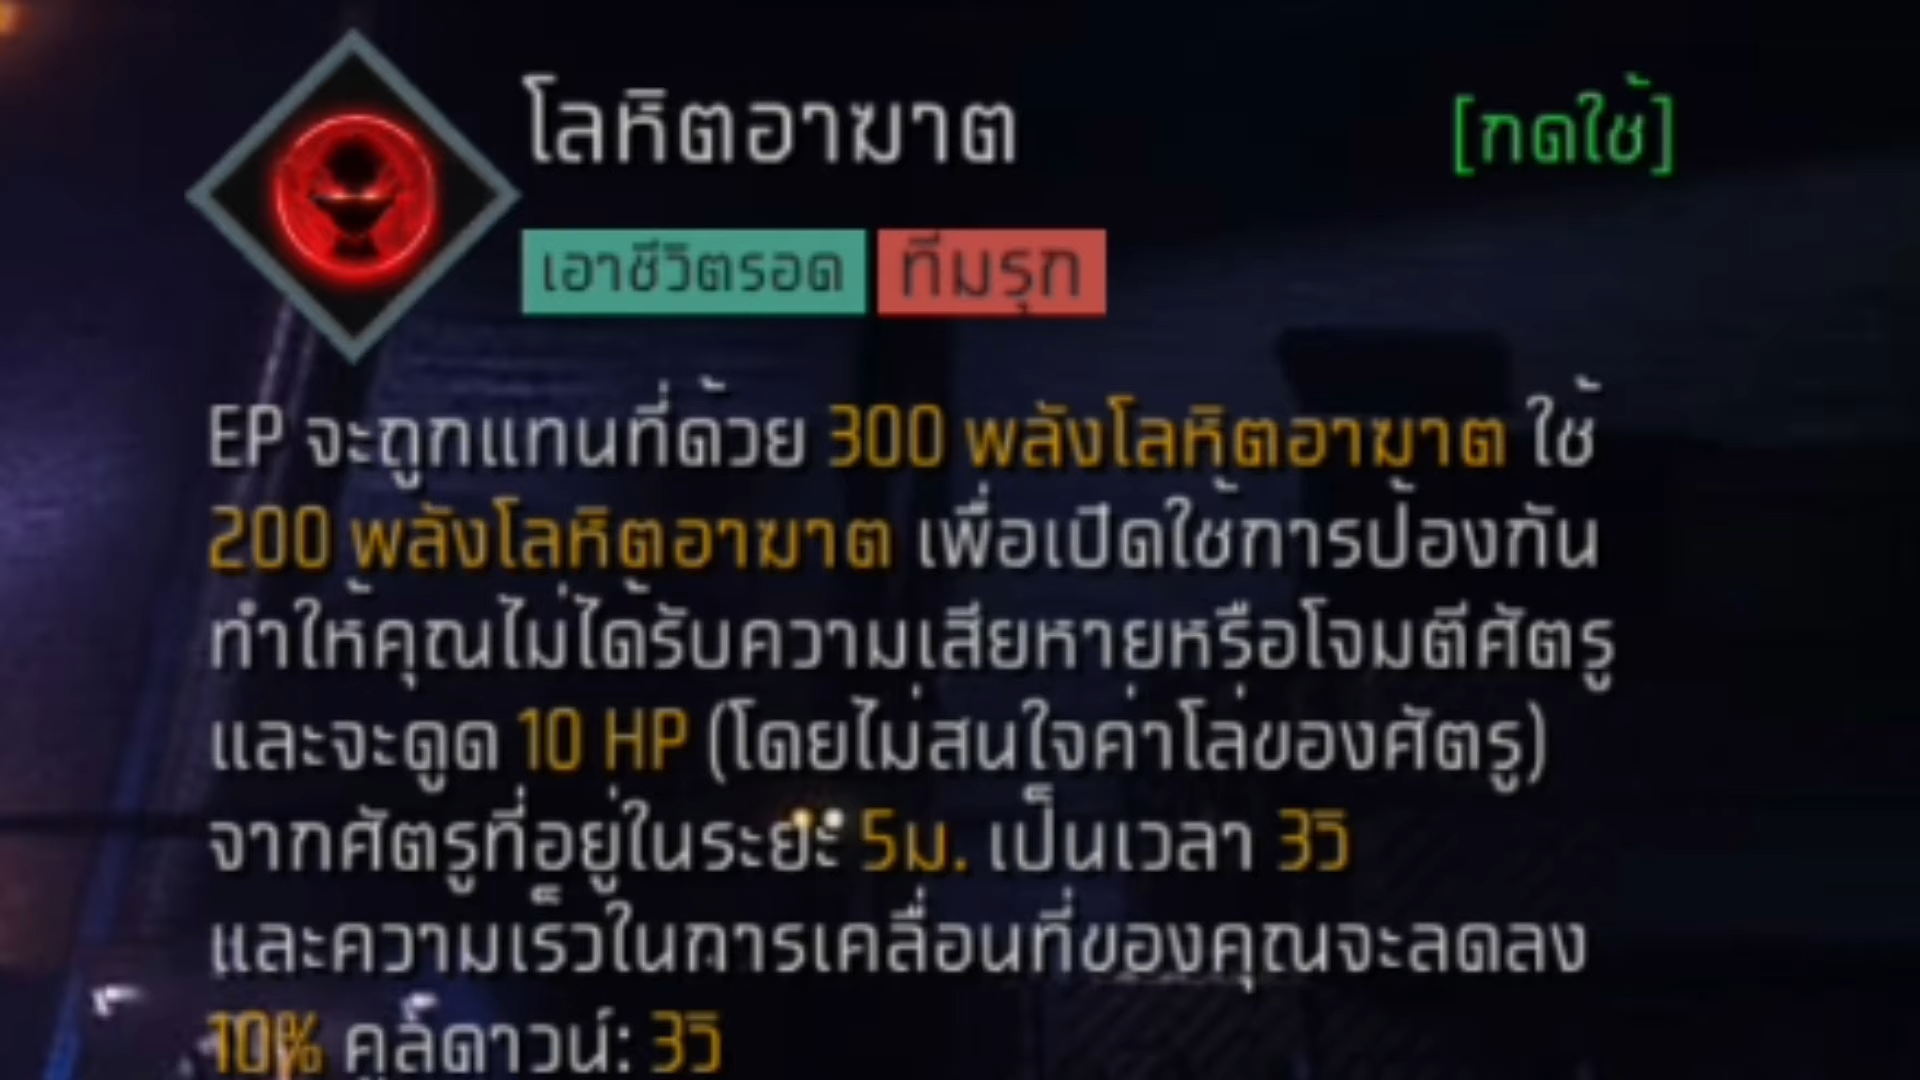 โลหิตอาฆาต [กดใช้]
เอาชีวิตรอด ทีมรุก
EP จะถูกแทนที่ด้วย 300 พลังโลหิตอาฆาต ใช้
200 พลังโลหิตอาฆาต เพื่อเปิดใช้การป้องกัน
ทำให้คุณไม่ได้รับความเสียหายหรือโจมตีศัตรู
และจะดูด 10 HP (โดยไม่สนใจค่าโล่ของศัตรู)
จากศัตรูที่อยู่ในระยะ 5ม. เป็นเวลา 3วิ
และความเร็วในการเคลื่อนที่ของคุณจะลดลง
10% คูล์ดาวน์: 3วิ